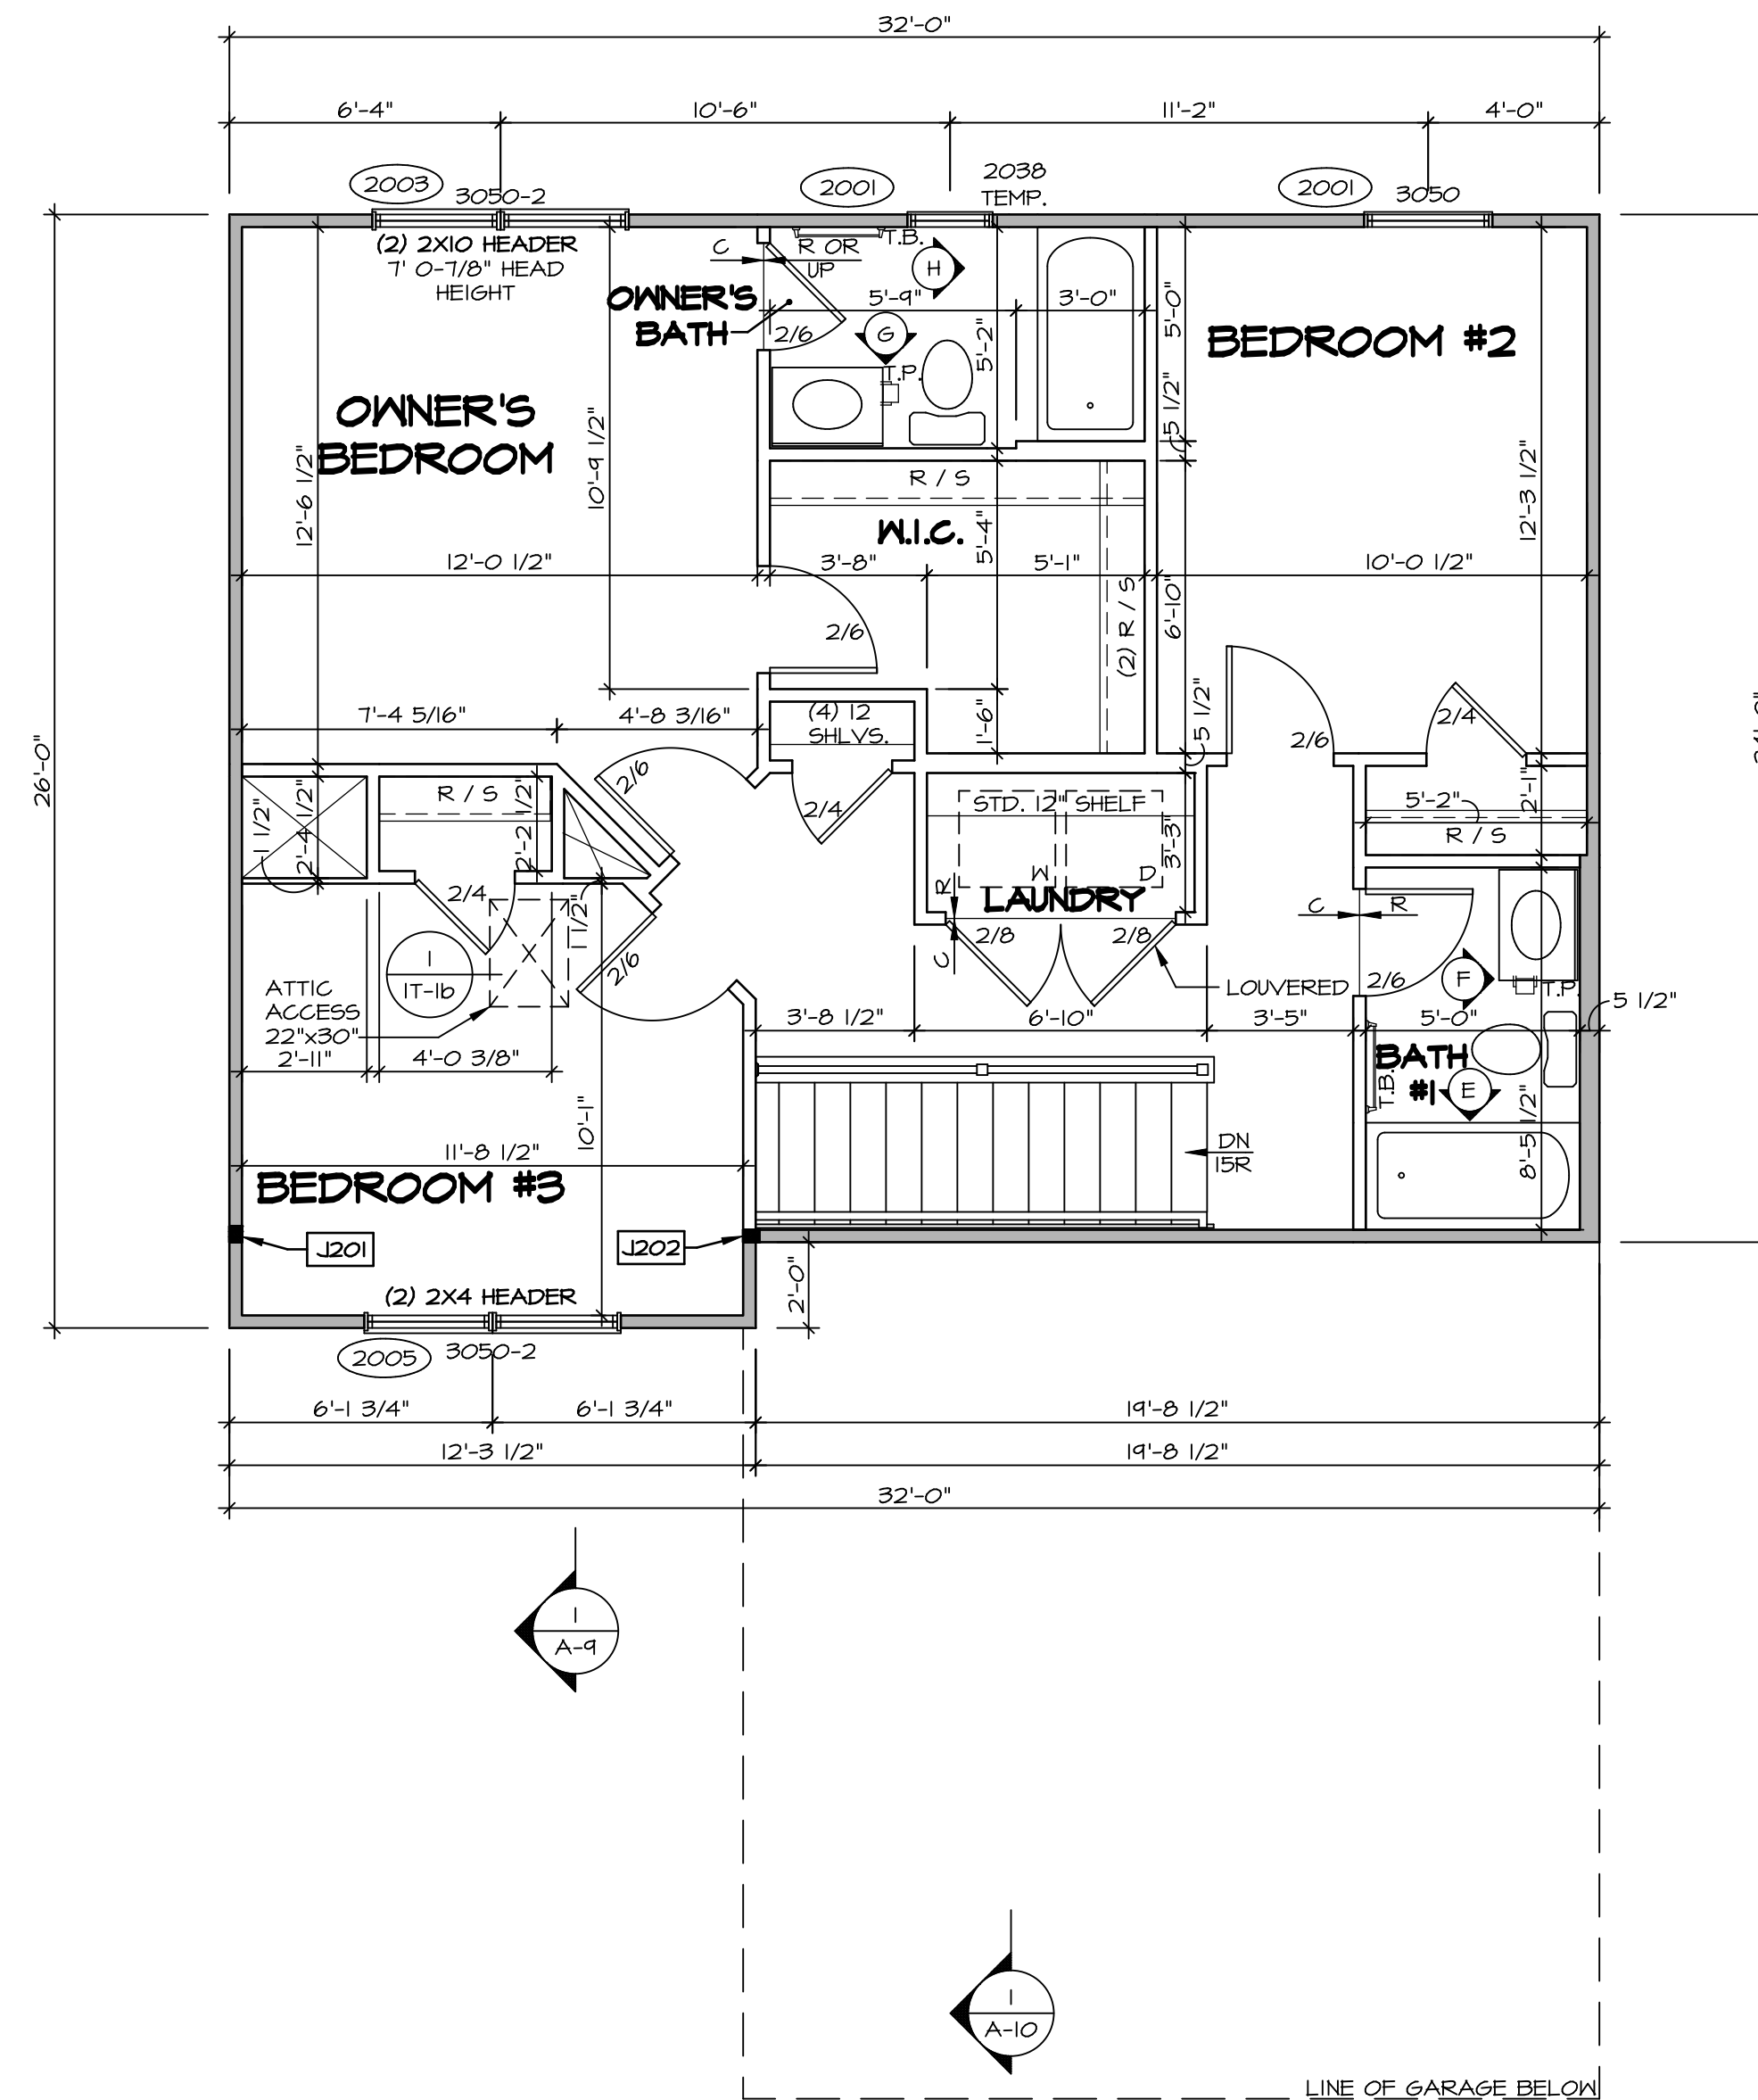 32'-0"
6'-4"
10'-6"
11'-2"
4'-0"
2003
3050-2
2001
2038
TEMP.
2001
3050
(2) 2X10 HEADER
7' 0-7/8" HEAD
HEIGHT
C
R OR
UP
T.B.
H
OWNER'S
BATH
2/6
5'-9"
3'-0"
G
T.P.
5'-2"
5'-0"
5 1/2"
BEDROOM #2
OWNER'S
BEDROOM
12'-6 1/2"
10'-9 1/2"
12'-3 1/2"
R / S
W.I.C.
5'-4"
12'-0 1/2"
3'-8"
5'-1"
10'-0 1/2"
2/6
(2) R / S
6'-10"
26'-0"
7'-4 5/16"
4'-8 3/16"
(4) 12
SHLVS.
1'-6"
5 1/2"
2/6
2/4
2/6
R / S
1 1/2"
2'-4 1/2"
2'-2 1/2"
2/4
STD. 12" SHELF
3'-3"
W
D
LAUNDRY
R
C
2/8
2/8
LOUVERED
2'-1"
5'-2"
R / S
2/4
1 1/2"
2/6
1
1T-1b
ATTIC
ACCESS
22"x30"
2'-11"
4'-0 3/8"
C
R
2/6
F
T.P.
5 1/2"
3'-8 1/2"
6'-10"
3'-5"
5'-0"
BATH
#1
E
T.B.
8'-5 1/2"
10'-1"
11'-8 1/2"
BEDROOM #3
DN
15R
J201
J202
2'-0"
(2) 2X4 HEADER
2005
3050-2
6'-1 3/4"
6'-1 3/4"
19'-8 1/2"
12'-3 1/2"
19'-8 1/2"
32'-0"
1
A-9
1
A-10
LINE OF GARAGE BELOW